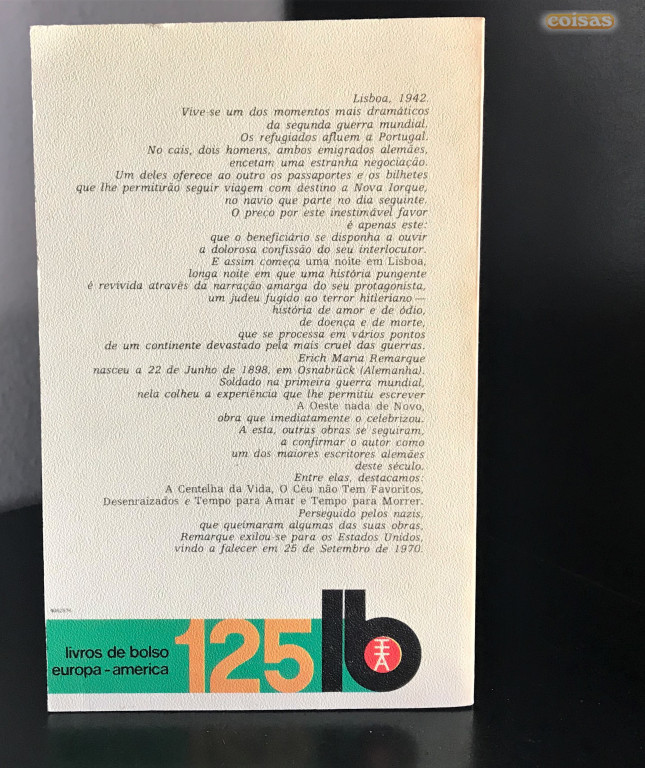 coisas
Lisboa, 1942.
Vive-se um dos momentos mais dramáticos
da segunda guerra mundial.
Os refugiados afluem a Portugal.
No cais, dois homens, ambos emigrados alemães,
encetam uma estranha negociação.
Um deles oferece ao outro os passaportes e os bilhetes
que lhe permitirão seguir viagem com destino a Nova Iorque,
no navio que parte no dia seguinte.
O preço por este inestimável favor
é apenas este:
que o beneficiário se disponha a ouvir
a dolorosa confissão do seu interlocutor.
E assim começa uma noite em Lisboa,
longa noite em que uma história pungente
é revivida através da narração amarga do seu protagonista,
um judeu fugido ao terror hitleriano —
história de amor e de ódio,
de doença e de morte,
que se processa em vários pontos
de um continente devastado pela mais cruel das guerras.
Erich Maria Remarque
nasceu a 22 de Junho de 1898, em Osnabrück (Alemanha).
Soldado na primeira guerra mundial,
nela colheu a experiência que lhe permitiu escrever
A Oeste nada de Novo,
obra que imediatamente o celebrizou.
A esta, outras obras se seguiram,
a confirmar o autor como
um dos maiores escritores alemães
deste século.
Entre elas, destacamos:
A Centelha da Vida, O Céu não Tem Favoritos,
Desenraizados e Tempo para Amar e Tempo para Morrer.
Perseguido pelos nazis,
que queimaram algumas das suas obras,
Remarque exilou-se para os Estados Unidos,
vindo a falecer em 25 de Setembro de 1970.
livros de bolso
europa-america
125
lb